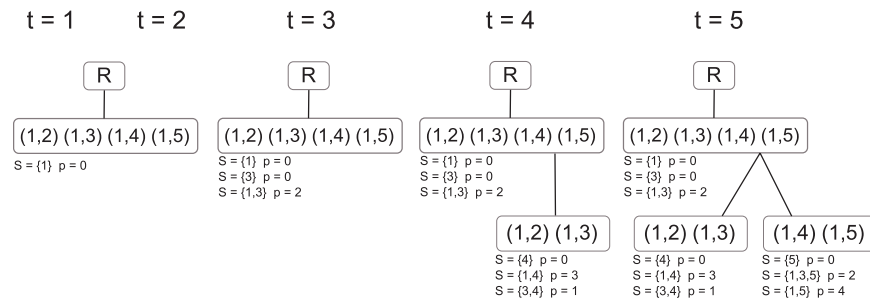 t = 1 t = 2 t = 3 t = 4 t = 5
R R R R
(1,2) (1,3) (1,4) (1,5) (1,2) (1,3) (1,4) (1,5) (1,2) (1,3) (1,4) (1,5) (1,2) (1,3) (1,4) (1,5)
S = {1} p = 0 S = {1} p = 0 S = {1} p = 0 S = {1} p = 0
S = {3} p = 0 S = {3} p = 0 S = {3} p = 0
S = {1,3} p = 2 S = {1,3} p = 2 S = {1,3} p = 2
(1,2) (1,3) (1,2) (1,3) (1,4) (1,5)
S = {4} p = 0 S = {4} p = 0 S = {5} p = 0
S = {1,4} p = 3 S = {1,4} p = 3 S = {1,3,5} p = 2
S = {3,4} p = 1 S = {3,4} p = 1 S = {1,5} p = 4